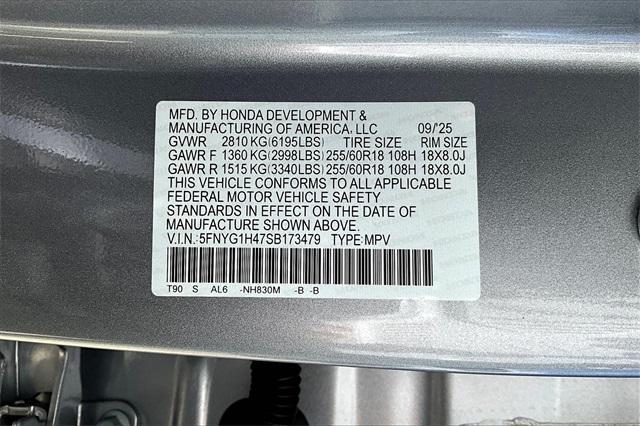 MFD. BY HONDA DEVELOPMENT &
MANUFACTURING OF AMERICA, LLC 09/'25
GVWR 2810 KG(6195LBS) TIRE SIZE RIM SIZE
GAWR F 1360 KG(2998LBS) 255/60R18 108H 18X8.0J
GAWR R 1515 KG(3340LBS) 255/60R18 108H 18X8.0J
THIS VEHICLE CONFORMS TO ALL APPLICABLE
FEDERAL MOTOR VEHICLE SAFETY
STANDARDS IN EFFECT ON THE DATE OF
MANUFACTURE SHOWN ABOVE.
V.I.N.: 5FNYG1H47SB173479 TYPE: MPV
T90 S AL6 -NH830M -B -B